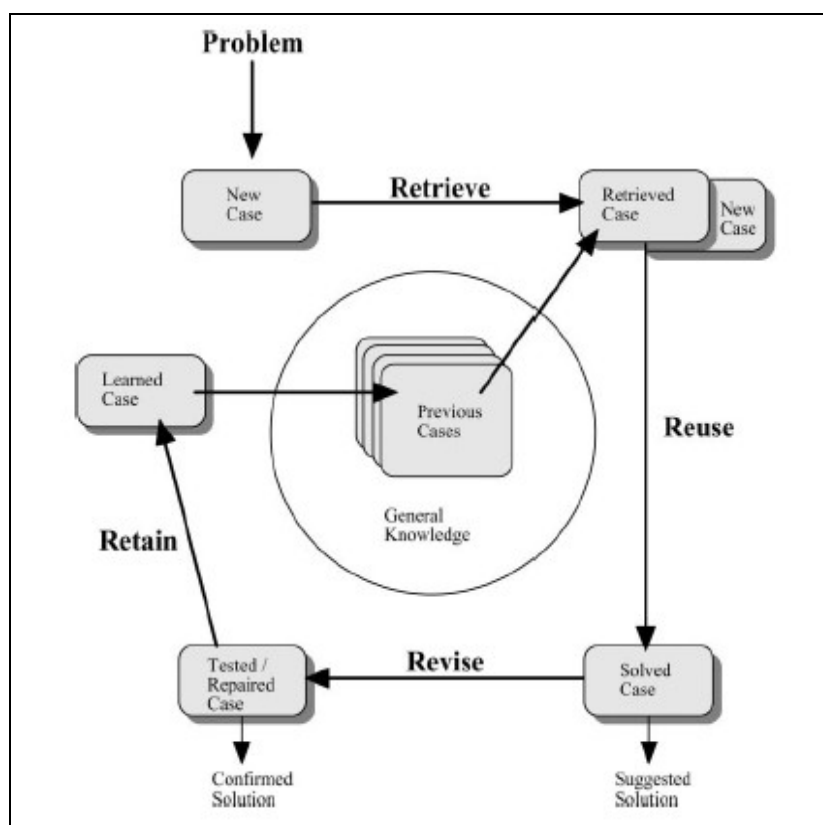 Problem
New
Case
Retrieve
Retrieved
Case
New
Case
Learned
Case
Previous
Cases
Reuse
General
Knowledge
Retain
Tested /
Repaired
Case
Revise
Solved
Case
Confirmed
Solution
Suggested
Solution